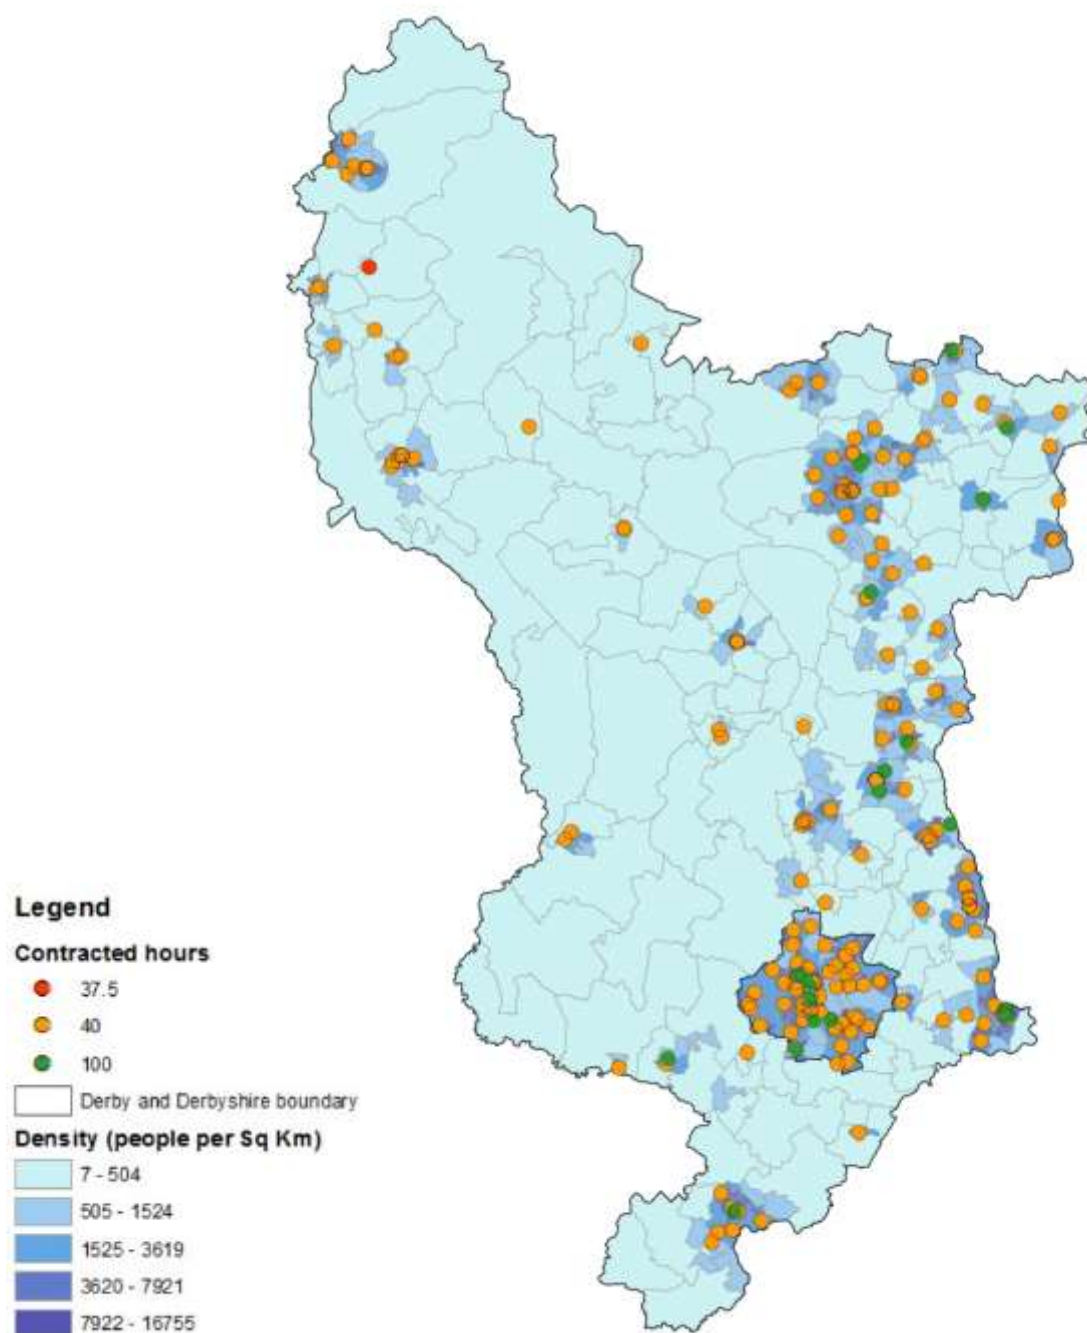 Legend
Contracted hours
37.5
40
100
Derby and Derbyshire boundary
Density (people per Sq Km)
7 - 504
505 - 1524
1525 - 3619
3620 - 7921
7922 - 16755